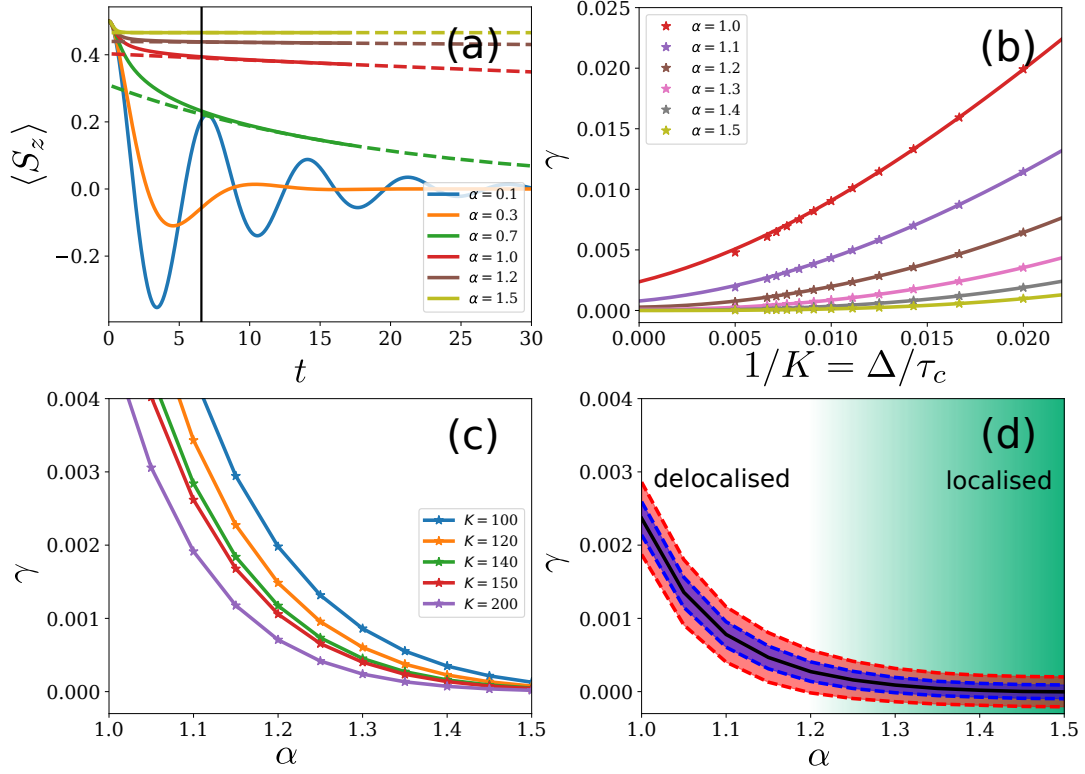 (a)
0.4
0.2
0.0
−0.2
⟨S_z⟩
0 5 10 15 20 25 30
t
α = 0.1
α = 0.3
α = 0.7
α = 1.0
α = 1.2
α = 1.5
(b)
0.025
0.020
0.015
0.010
0.005
0.000
γ
0.000 0.005 0.010 0.015 0.020
1/K = Δ/τ_c
α = 1.0
α = 1.1
α = 1.2
α = 1.3
α = 1.4
α = 1.5
(c)
0.004
0.003
0.002
0.001
0.000
γ
1.0 1.1 1.2 1.3 1.4 1.5
α
K = 100
K = 120
K = 140
K = 150
K = 200
(d)
delocalised
localised
0.004
0.003
0.002
0.001
0.000
γ
1.0 1.1 1.2 1.3 1.4 1.5
α